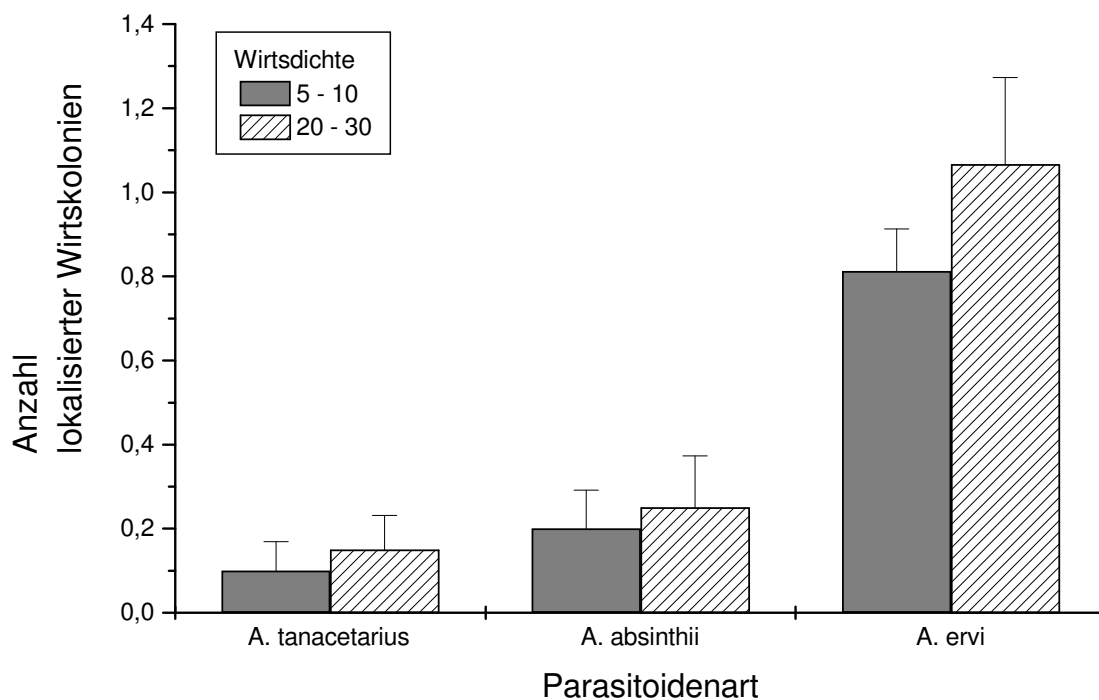 1,4
1,2
1,0
0,8
0,6
0,4
0,2
0,0
Anzahl
lokalisierter Wirtskolonien
Wirtsdichte
5 - 10
20 - 30
A. tanacetarius
A. absinthii
A. ervi
Parasitoidenart